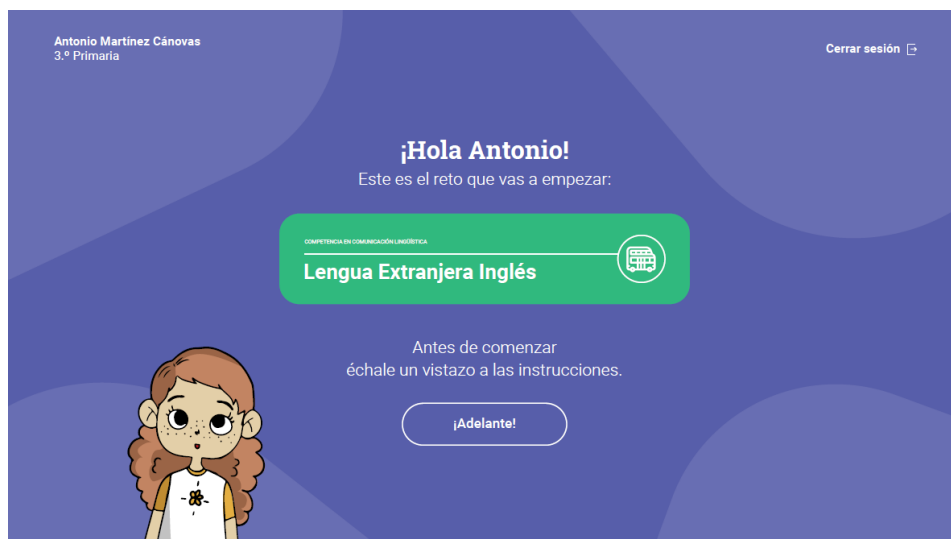 Antonio Martínez Cánovas
3.º Primaria
Cerrar sesión
¡Hola Antonio!
Este es el reto que vas a empezar:
COMPETENCIA EN COMUNICACIÓN LINGÜÍSTICA
Lengua Extranjera Inglés
Antes de comenzar
échale un vistazo a las instrucciones.
¡Adelante!